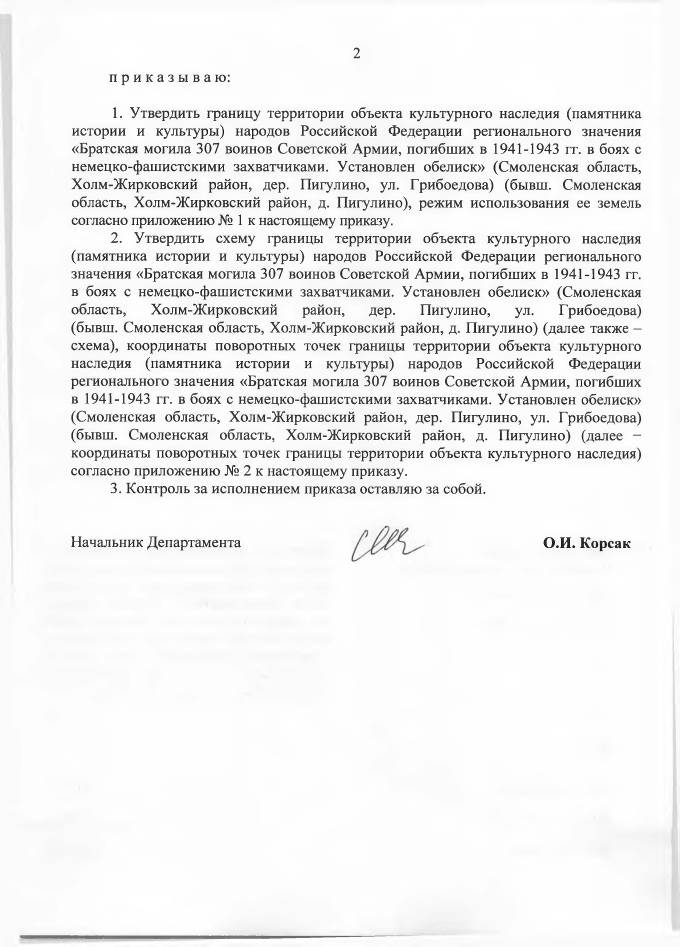 2
п р и к а з ы в а ю:
1. Утвердить границу территории объекта культурного наследия (памятника
истории и культуры) народов Российской Федерации регионального значения
«Братская могила 307 воинов Советской Армии, погибших в 1941-1943 гг. в боях с
немецко-фашистскими захватчиками. Установлен обелиск» (Смоленская область,
Холм-Жирковский район, дер. Пигулино, ул. Грибоедова) (бывш. Смоленская
область, Холм-Жирковский район, д. Пигулино), режим использования ее земель
согласно приложению № 1 к настоящему приказу.
2. Утвердить схему границы территории объекта культурного наследия
(памятника истории и культуры) народов Российской Федерации регионального
значения «Братская могила 307 воинов Советской Армии, погибших в 1941-1943 гг.
в боях с немецко-фашистскими захватчиками. Установлен обелиск» (Смоленская
область, Холм-Жирковский район, дер. Пигулино, ул. Грибоедова)
(бывш. Смоленская область, Холм-Жирковский район, д. Пигулино) (далее также –
схема), координаты поворотных точек границы территории объекта культурного
наследия (памятника истории и культуры) народов Российской Федерации
регионального значения «Братская могила 307 воинов Советской Армии, погибших
в 1941-1943 гг. в боях с немецко-фашистскими захватчиками. Установлен обелиск»
(Смоленская область, Холм-Жирковский район, дер. Пигулино, ул. Грибоедова)
(бывш. Смоленская область, Холм-Жирковский район, д. Пигулино) (далее −
координаты поворотных точек границы территории объекта культурного наследия)
согласно приложению № 2 к настоящему приказу.
3. Контроль за исполнением приказа оставляю за собой.
Начальник Департамента О.И. Корсак